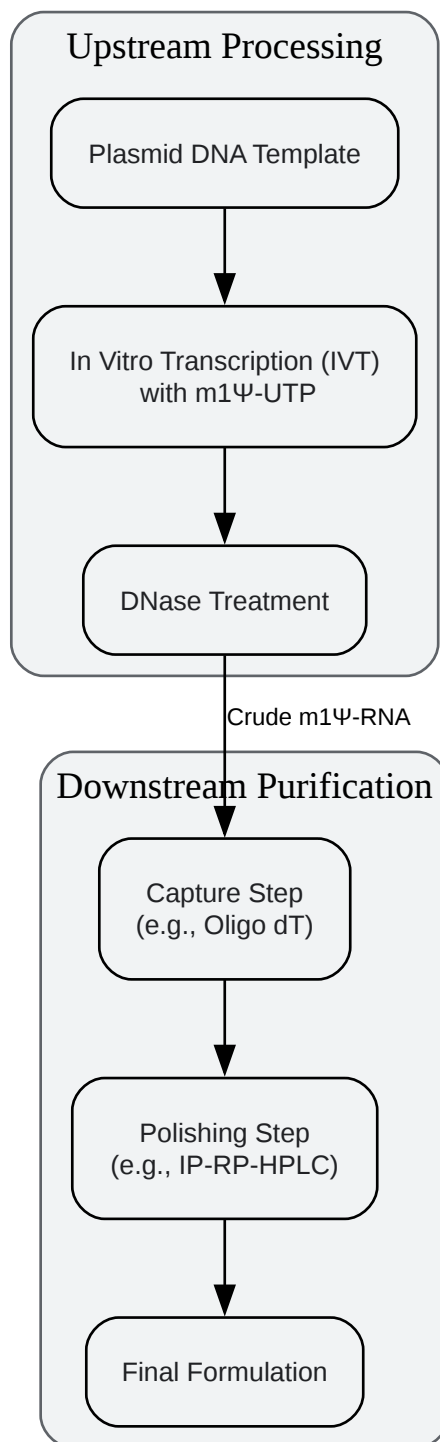 Upstream Processing
Plasmid DNA Template
In Vitro Transcription (IVT)
with m1Ψ-UTP
DNase Treatment
Crude m1Ψ-RNA
Downstream Purification
Capture Step
(e.g., Oligo dT)
Polishing Step
(e.g., IP-RP-HPLC)
Final Formulation